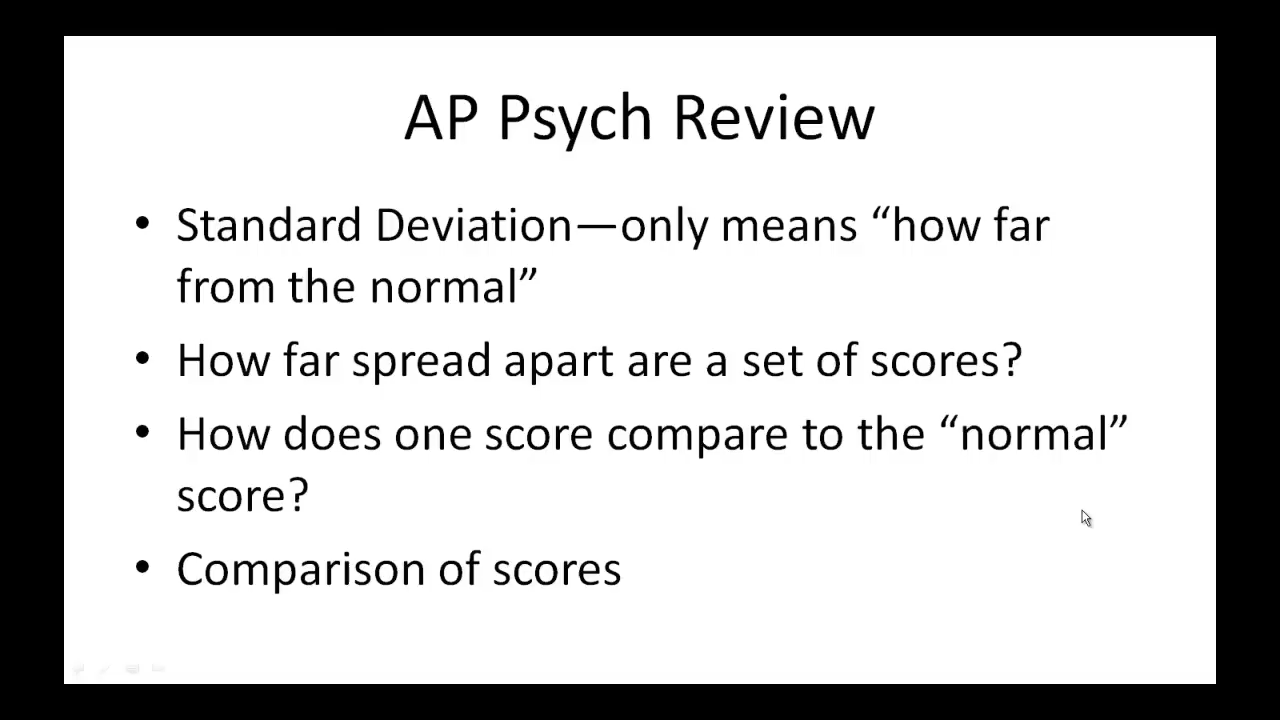 AP Psych Review
• Standard Deviation—only means “how far
from the normal”
• How far spread apart are a set of scores?
• How does one score compare to the “normal”
score?
• Comparison of scores